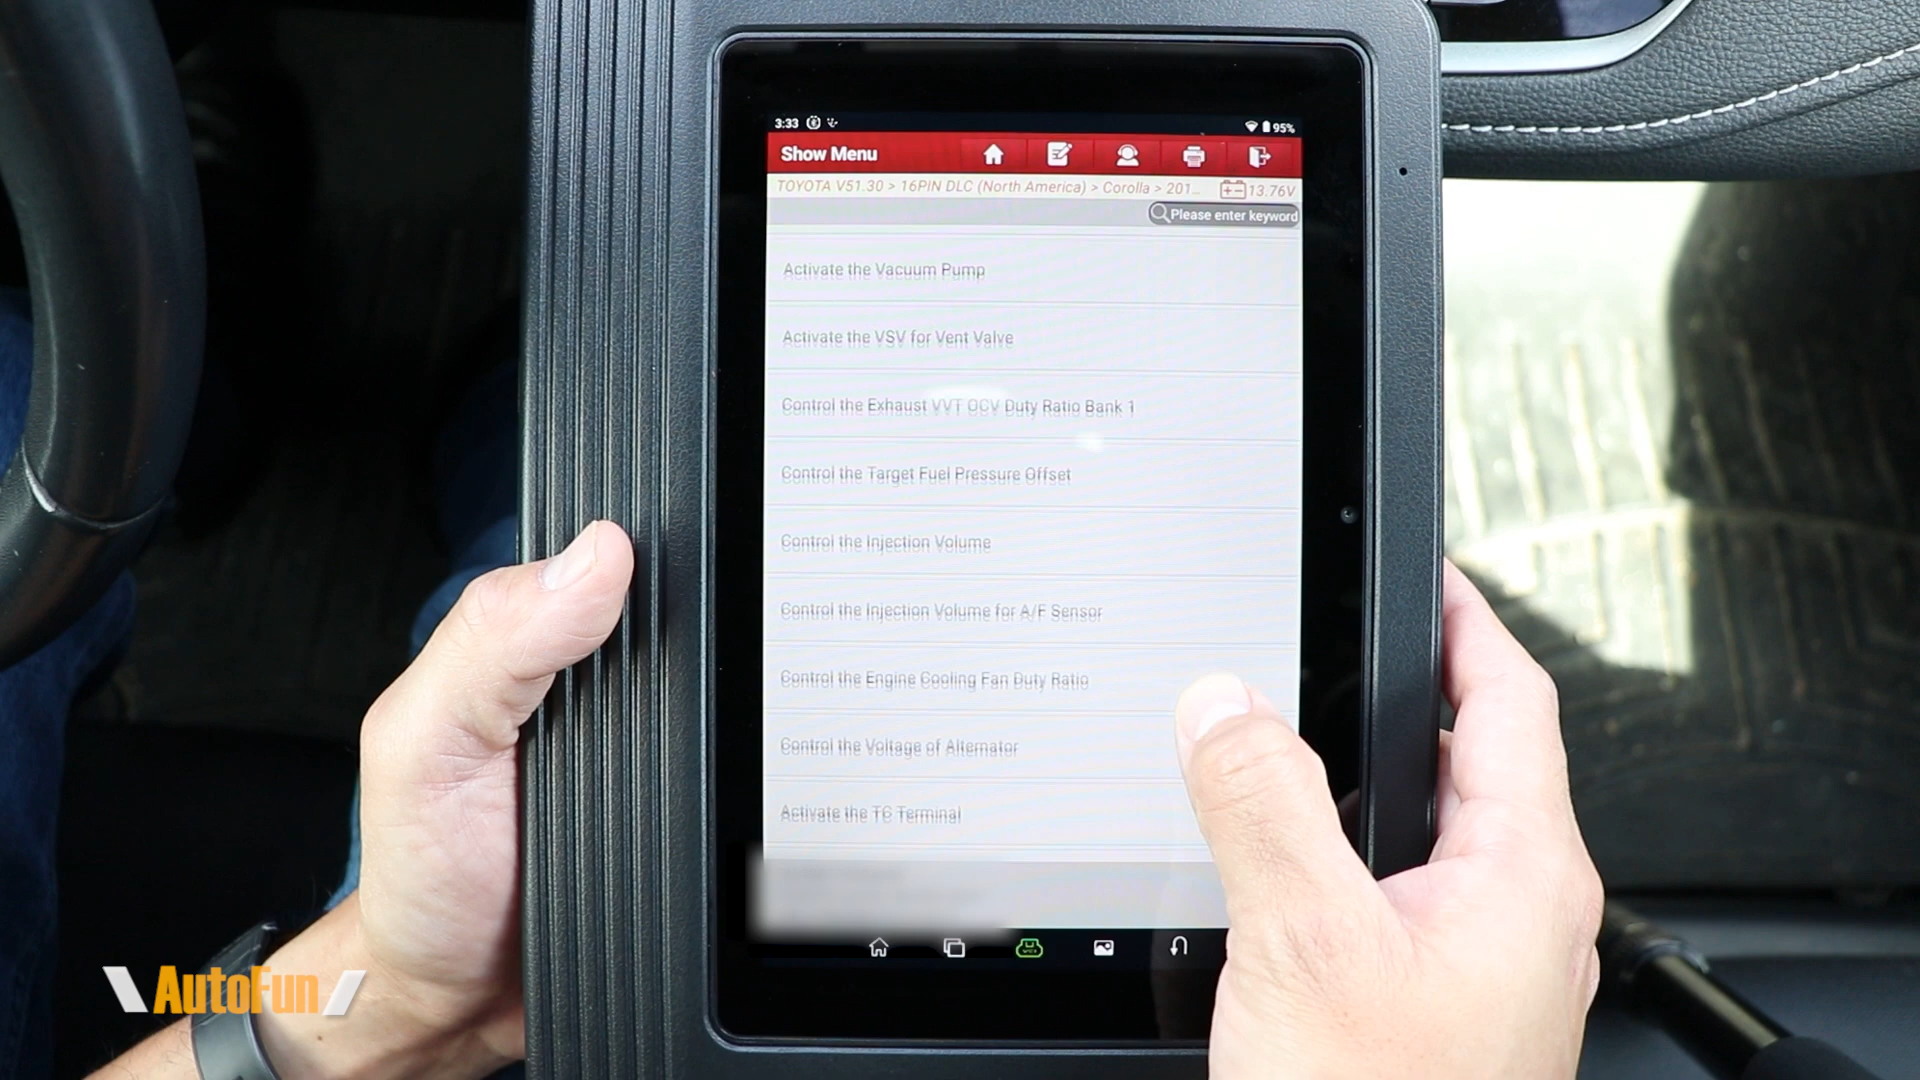 3:33
95%
Show Menu
TOYOTA V51.30 > 16PIN DLC (North America) > Corolla > 201...
13.76V
Please enter keyword
Activate the Vacuum Pump
Activate the VSV for Vent Valve
Control the Exhaust VVT OCV Duty Ratio Bank 1
Control the Target Fuel Pressure Offset
Control the Injection Volume
Control the Injection Volume for A/F Sensor
Control the Engine Cooling Fan Duty Ratio
Control the Voltage of Alternator
Activate the TC Terminal
AutoFun